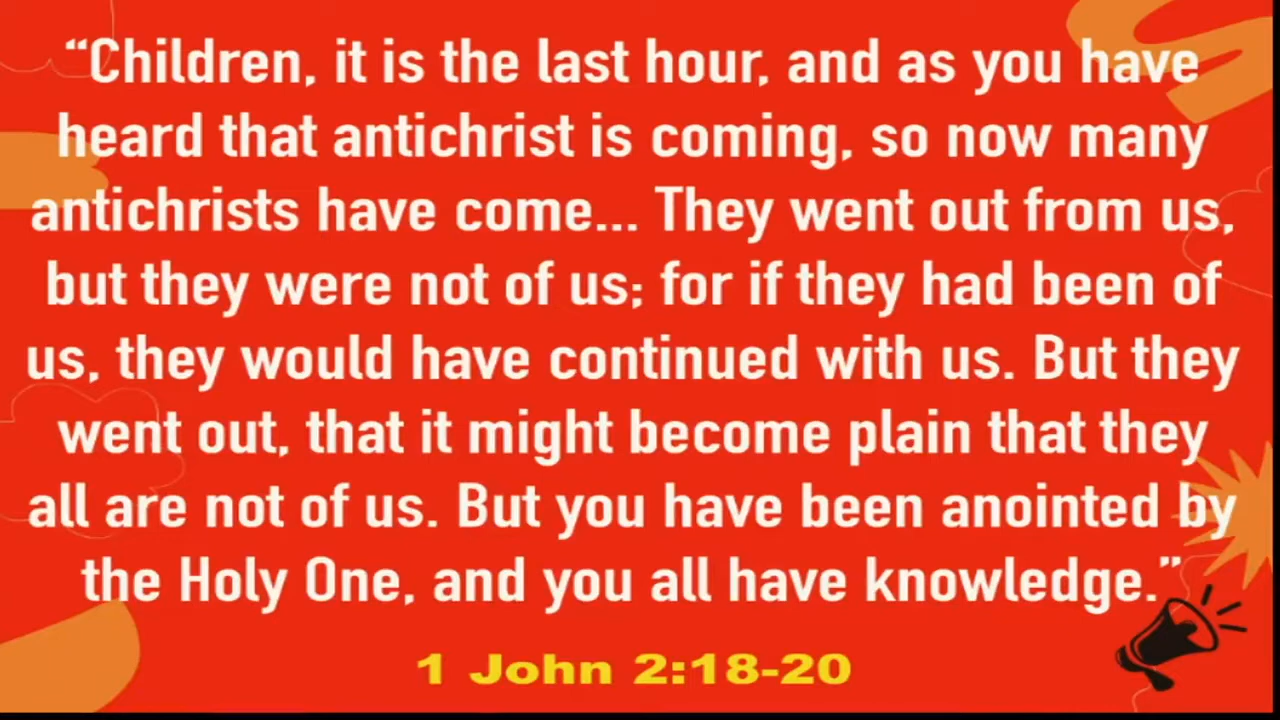 “Children, it is the last hour, and as you have
heard that antichrist is coming, so now many
antichrists have come... They went out from us,
but they were not of us; for if they had been of
us, they would have continued with us. But they
went out, that it might become plain that they
all are not of us. But you have been anointed by
the Holy One, and you all have knowledge.”
1 John 2:18-20